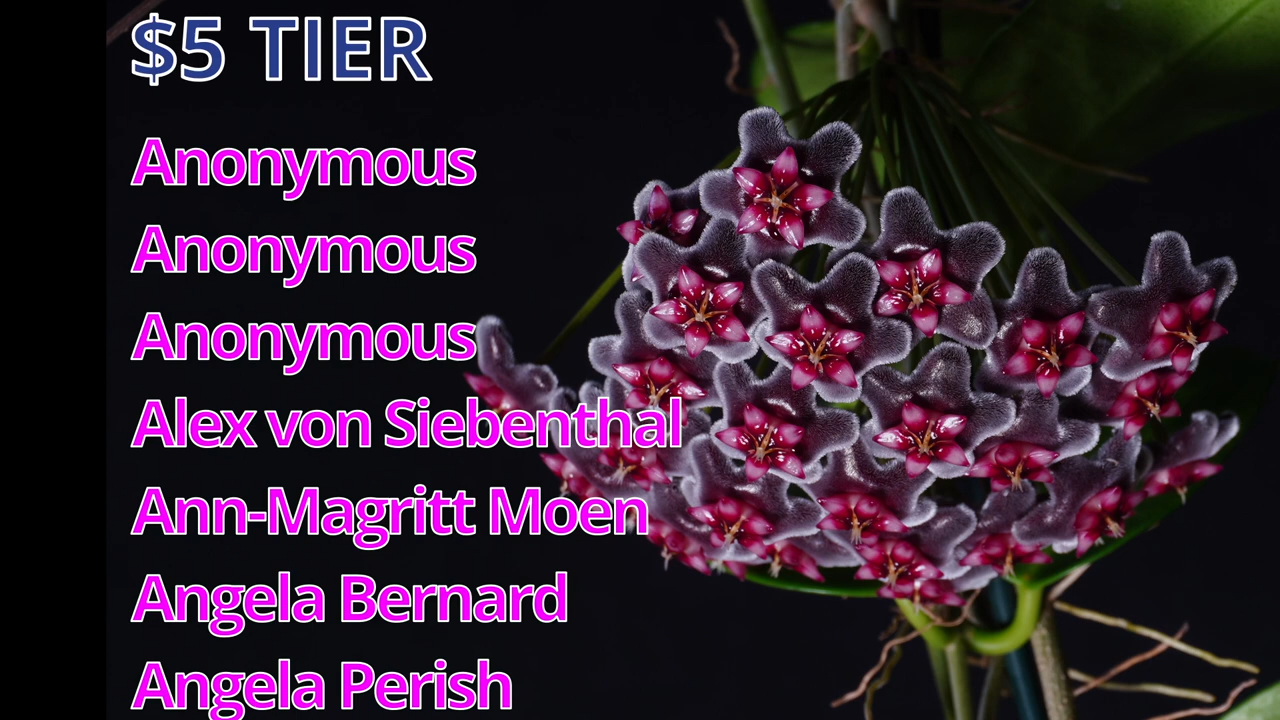 $5 TIER
Anonymous
Anonymous
Anonymous
Alex von Siebenthal
Ann-Magritt Moen
Angela Bernard
Angela Perish